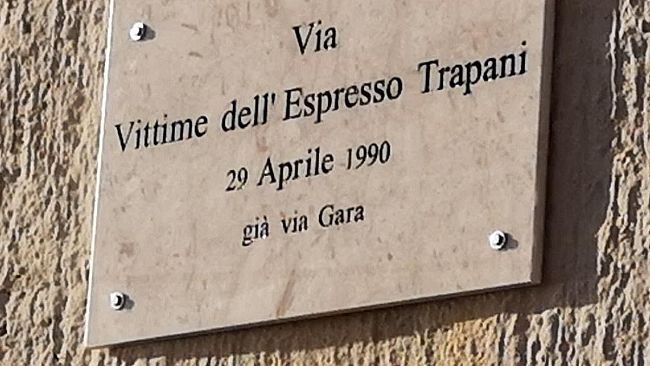 Via
Vittime dell' Espresso Trapani
29 Aprile 1990
già via Gara